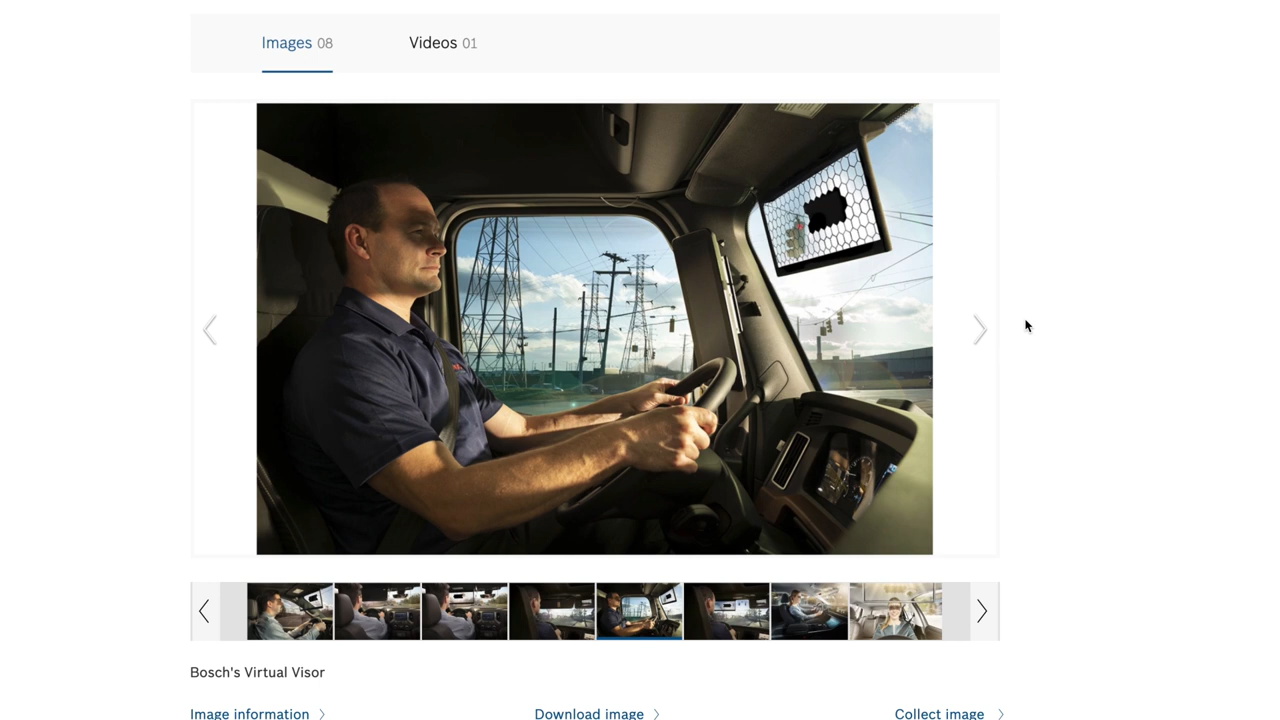 Images 08
Videos 01
Bosch's Virtual Visor
Image information
Download image
Collect image